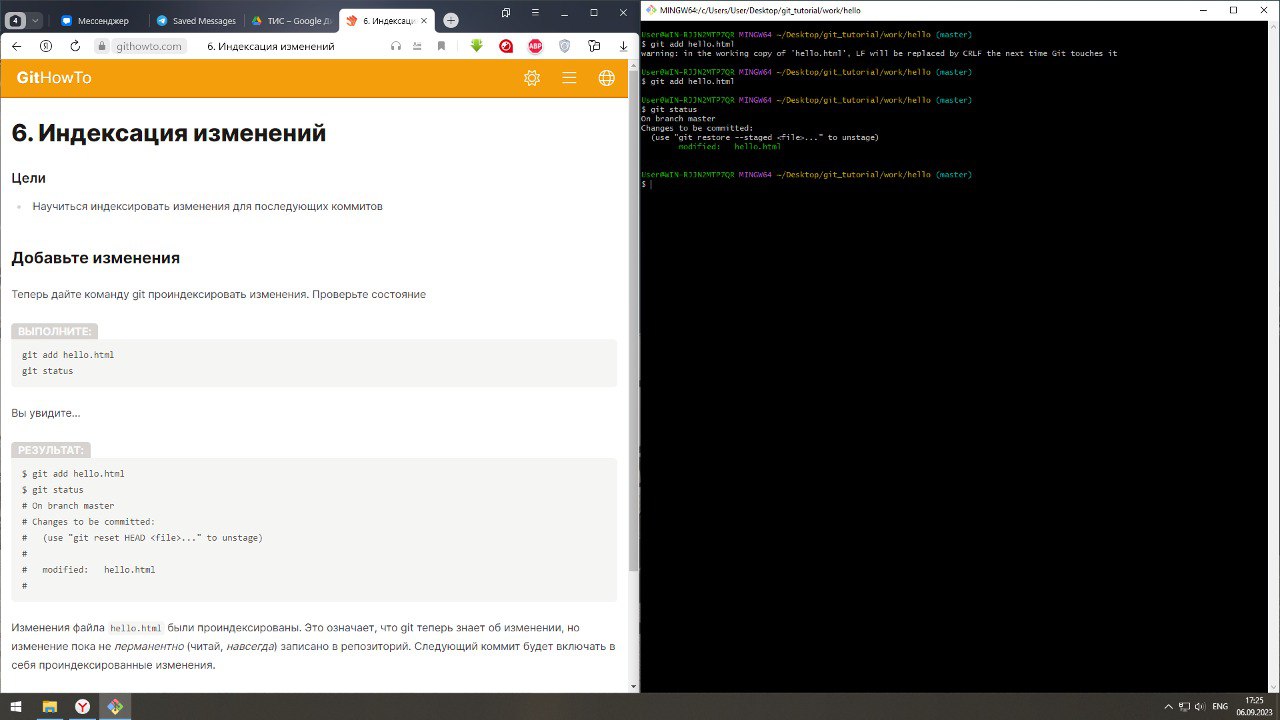 4
Мессенджер
Saved Messages
ТИС – Google Д
6. Индексаци
githowto.com
6. Индексация изменений
ABP
GitHowTo
6. Индексация изменений
Цели
Научиться индексировать изменения для последующих коммитов
Добавьте изменения
Теперь дайте команду git проиндексировать изменения. Проверьте состояние
ВЫПОЛНИТЕ:
git add hello.html
git status
Вы увидите...
РЕЗУЛЬТАТ:
$ git add hello.html
$ git status
# On branch master
# Changes to be committed:
#   (use "git reset HEAD <file>..." to unstage)
#
#   modified:   hello.html
#
Изменения файла hello.html были проиндексированы. Это означает, что git теперь знает об изменении, но
изменение пока не перманентно (читай, навсегда) записано в репозиторий. Следующий коммит будет включать в
себя проиндексированные изменения.
MINGW64:/c/Users/User/Desktop/git_tutorial/work/hello
User@WIN-RJJN2MTP7QR MINGW64 ~/Desktop/git_tutorial/work/hello (master)
$ git add hello.html
warning: in the working copy of 'hello.html', LF will be replaced by CRLF the next time Git touches it
User@WIN-RJJN2MTP7QR MINGW64 ~/Desktop/git_tutorial/work/hello (master)
$ git add hello.html
User@WIN-RJJN2MTP7QR MINGW64 ~/Desktop/git_tutorial/work/hello (master)
$ git status
On branch master
Changes to be committed:
  (use "git restore --staged <file>..." to unstage)
        modified:   hello.html
User@WIN-RJJN2MTP7QR MINGW64 ~/Desktop/git_tutorial/work/hello (master)
$
ENG
17:25
06.09.2023